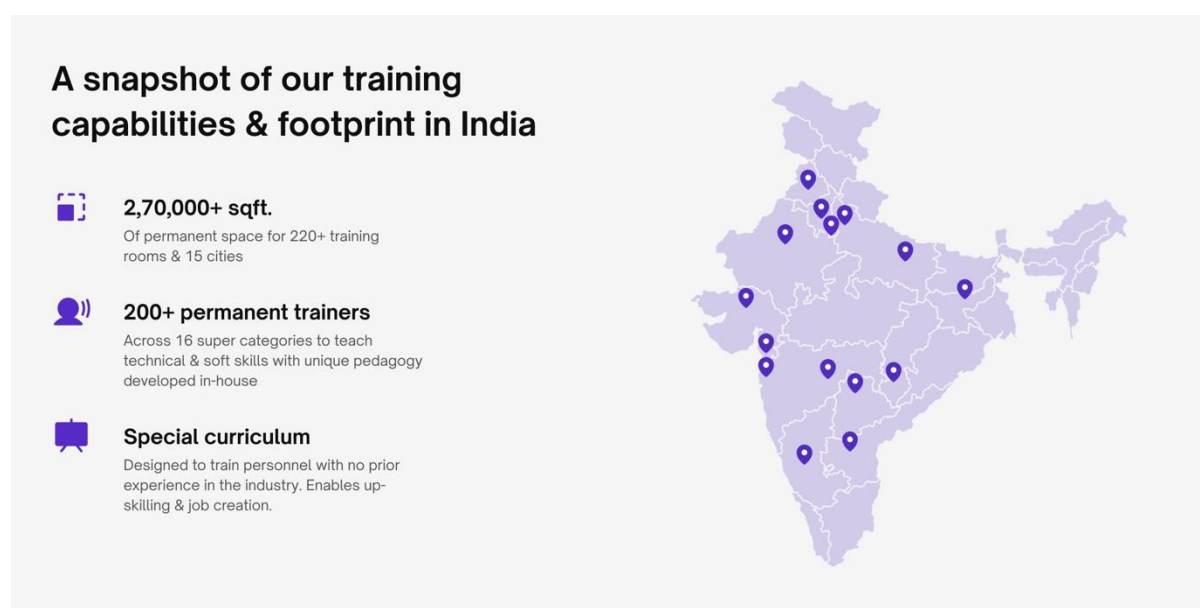 A snapshot of our training
capabilities & footprint in India
2,70,000+ sqft.
Of permanent space for 220+ training
rooms & 15 cities
200+ permanent trainers
Across 16 super categories to teach
technical & soft skills with unique pedagogy
developed in-house
Special curriculum
Designed to train personnel with no prior
experience in the industry. Enables up-
skilling & job creation.